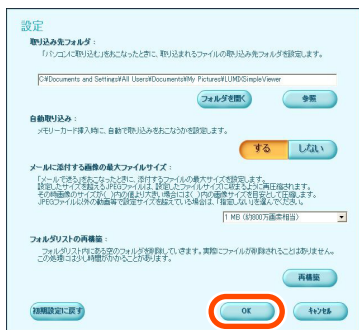 設定
取り込み先フォルダ：
「パソコンに取り込む」をおこなったときに、取り込まれるファイルの取り込み先フォルダを設定します。
C:¥Documents and Settings¥All Users¥Documents¥My Pictures¥LUMIXSimpleViewer
フォルダを開く 参照
自動取り込み：
メモリーカード挿入時に、自動で取り込みをおこなうかを設定します。
する しない
メールに添付する画像の最大ファイルサイズ：
「メールで送る」をおこなったときに、添付するファイルの最大サイズを設定します。
設定したサイズを超えるJPEGファイルは、設定したファイルサイズに収まるように再圧縮されます。
その時画像のサイズが（ ）内の値より大きい場合には（ ）内の画像サイズを目安として圧縮します。
JPEGファイル以外の動画等で設定サイズを超えている場合は、「指定しない」を選んでください。
1 MB (約800万画素相当)
フォルダリストの再構築：
フォルダリスト内にある空のフォルダを削除していきます。実際にファイルが削除されることはありません。
この処理には少し時間がかかることがあります。
再構築
初期設定に戻す OK キャンセル